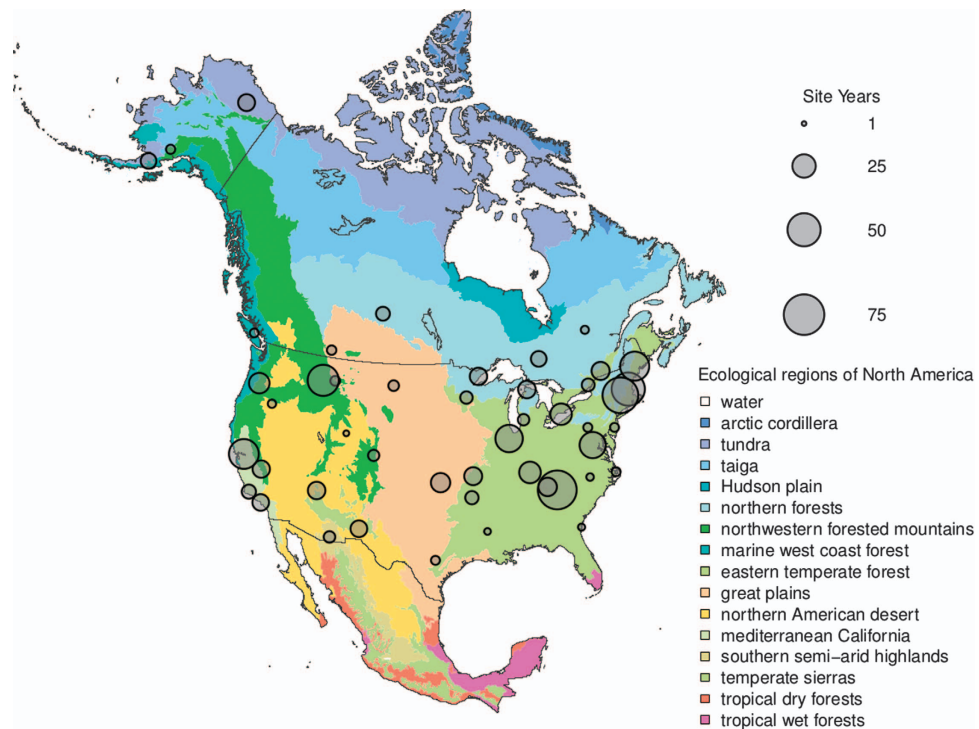 Site Years
1
25
50
75
Ecological regions of North America
water
arctic cordillera
tundra
taiga
Hudson plain
northern forests
northwestern forested mountains
marine west coast forest
eastern temperate forest
great plains
northern American desert
mediterranean California
southern semi−arid highlands
temperate sierras
tropical dry forests
tropical wet forests